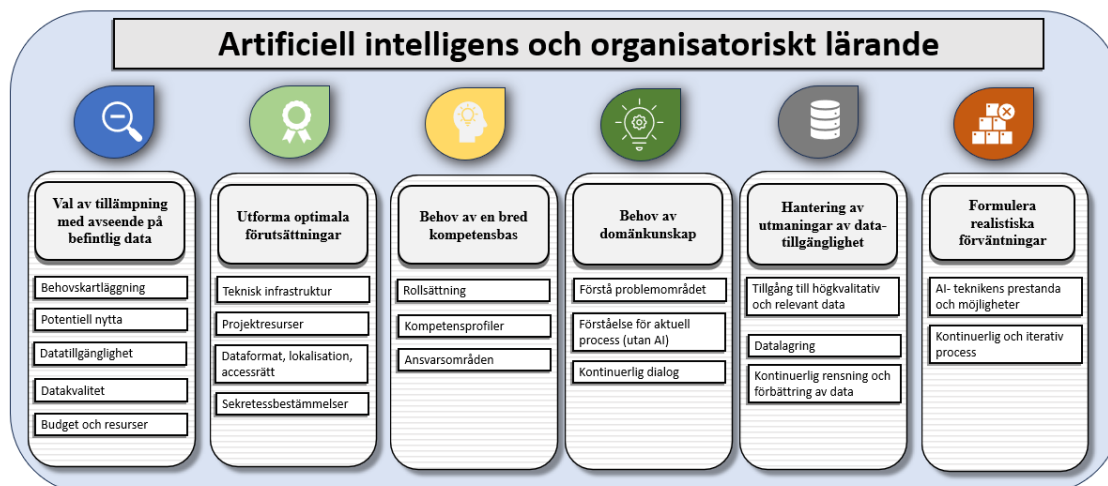 Artificiell intelligens och organisatoriskt lärande
Val av tillämpning
med avseende på
befintlig data
Behovskartläggning
Potentiell nytta
Datatillgänglighet
Datakvalitet
Budget och resurser
Utforma optimala
förutsättningar
Teknisk infrastruktur
Projektresurser
Dataformat, lokalisation,
accessrätt
Sekretessbestämmelser
Behov av en bred
kompetensbas
Rollsättning
Kompetensprofiler
Ansvarsområden
Behov av
domänkunskap
Förstå problemområdet
Förståelse för aktuell
process (utan AI)
Kontinuerlig dialog
Hantering av
utmaningar av data-
tillgänglighet
Tillgång till högkvalitativ
och relevant data
Datalagring
Kontinuerlig rensning och
förbättring av data
Formulera
realistiska
förväntningar
AI- teknikens prestanda
och möjligheter
Kontinuerlig och iterativ
process